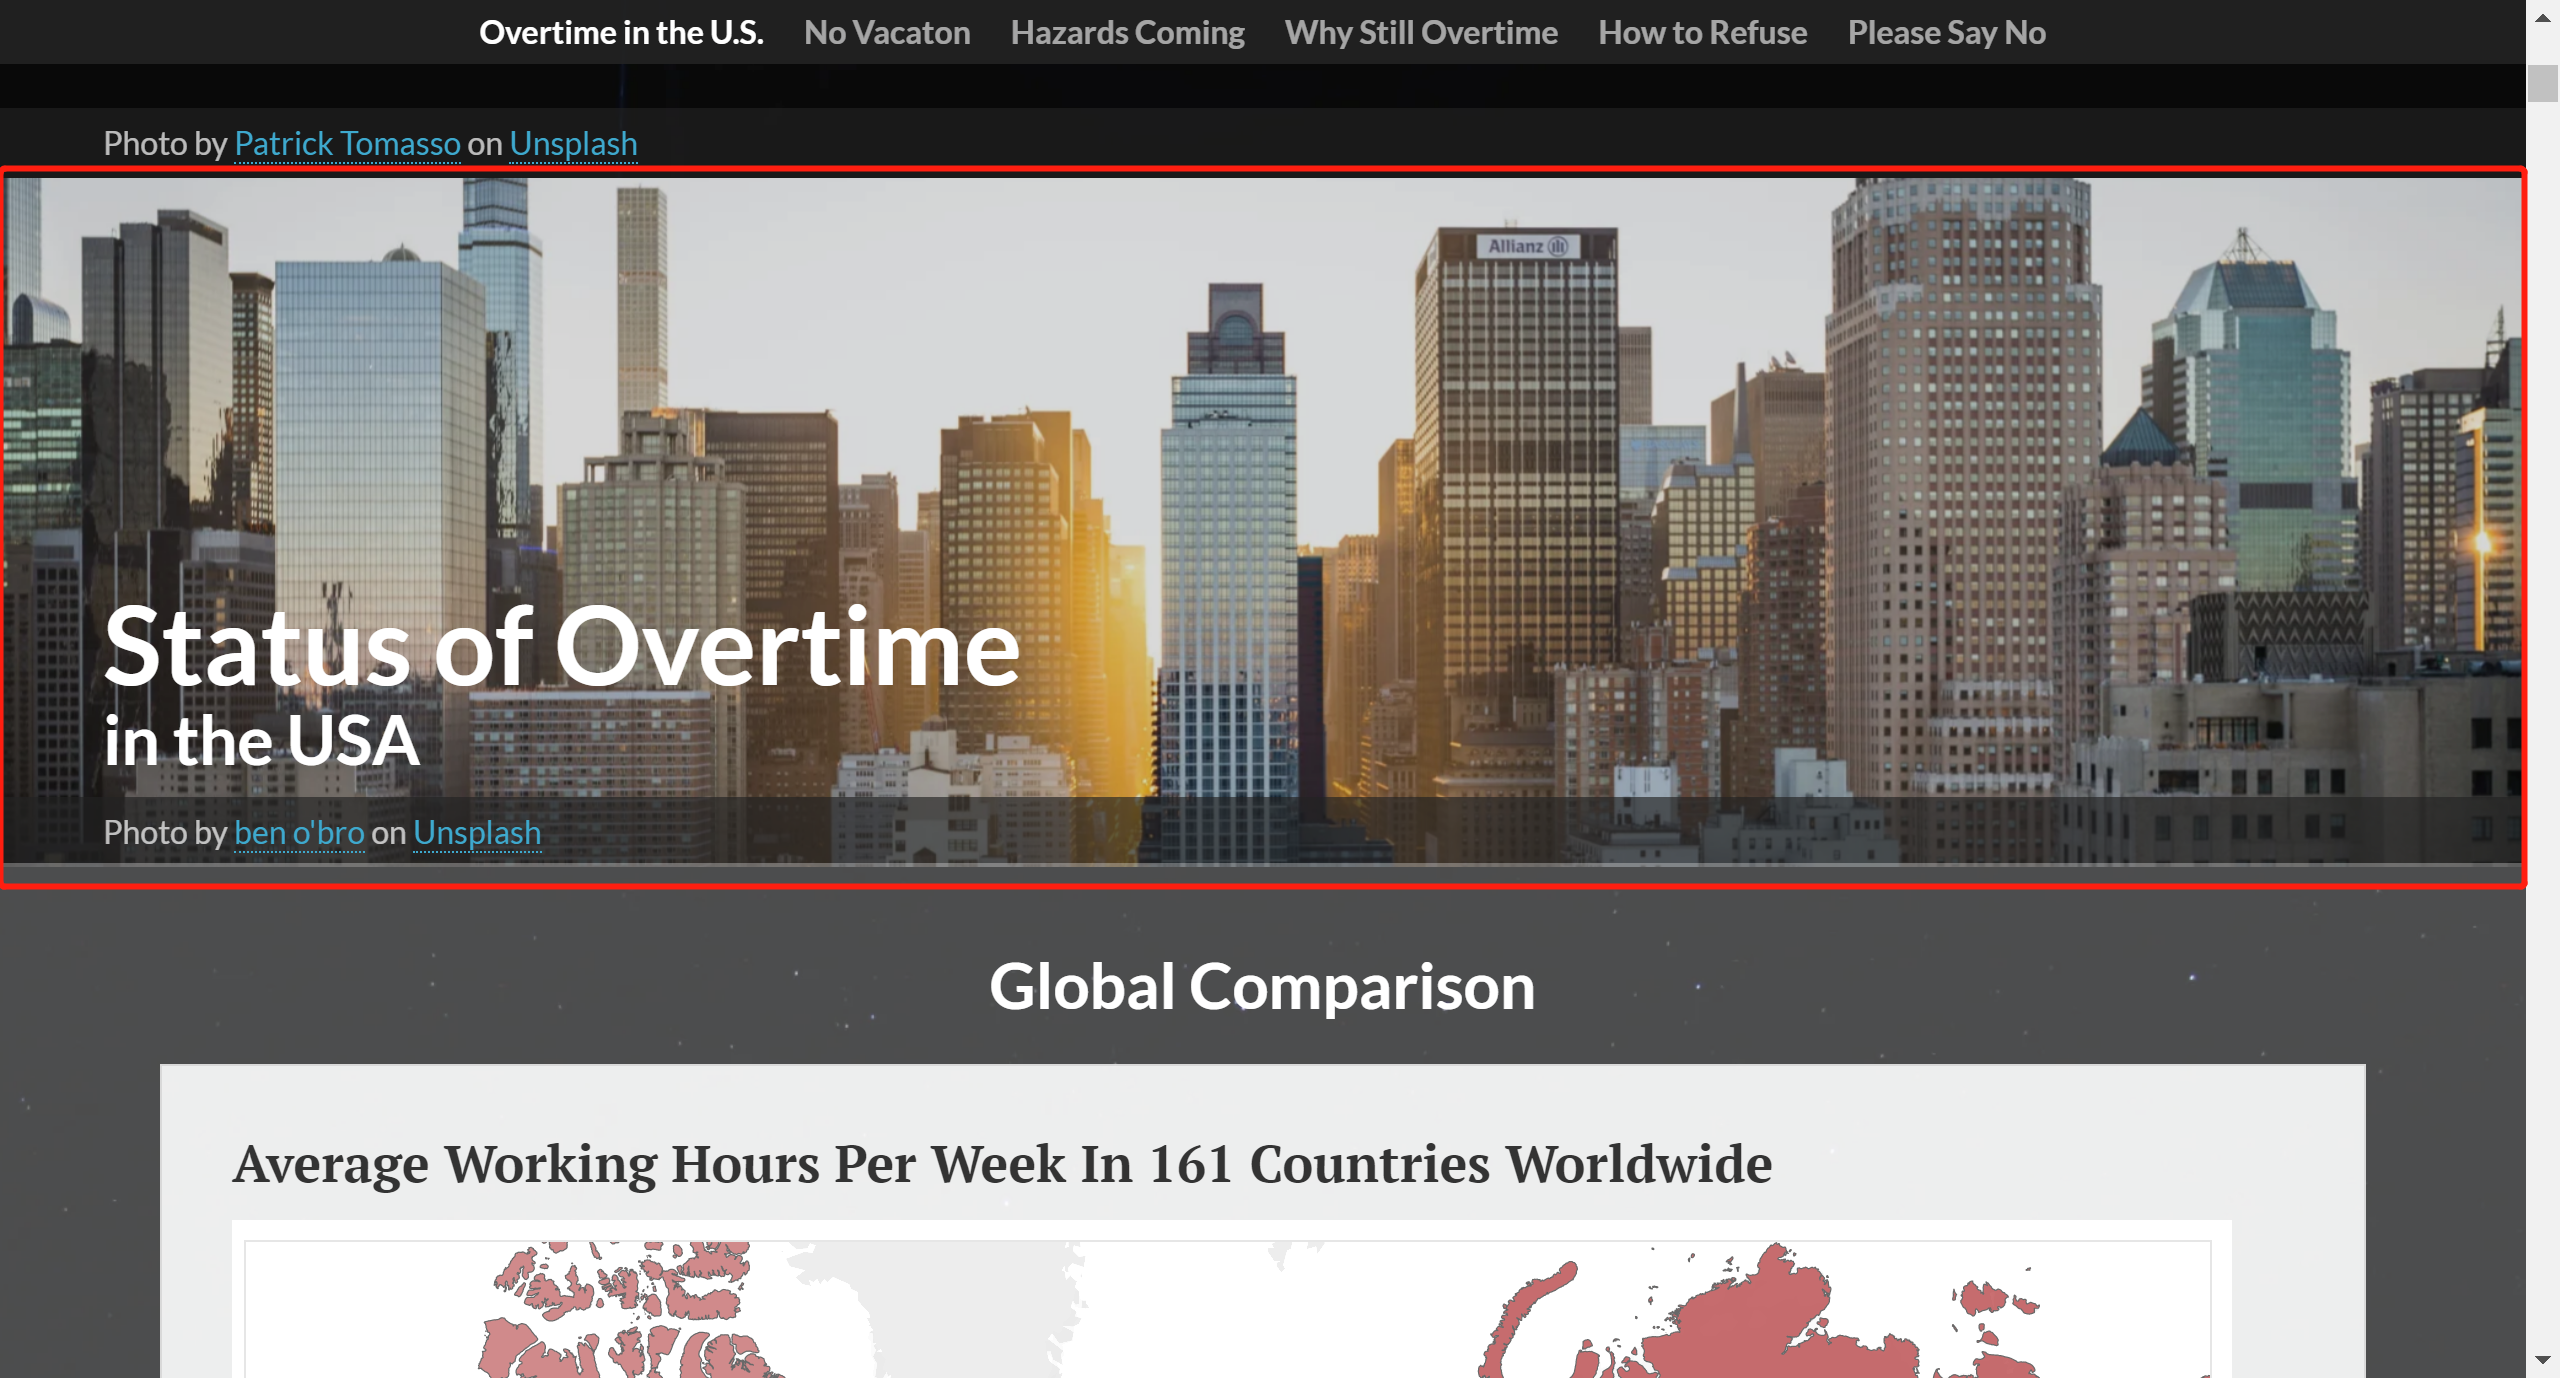 Overtime in the U.S. No Vacaton Hazards Coming Why Still Overtime How to Refuse Please Say No
Photo by Patrick Tomasso on Unsplash
Allianz
Status of Overtime
in the USA
Photo by ben o'bro on Unsplash
Global Comparison
Average Working Hours Per Week In 161 Countries Worldwide